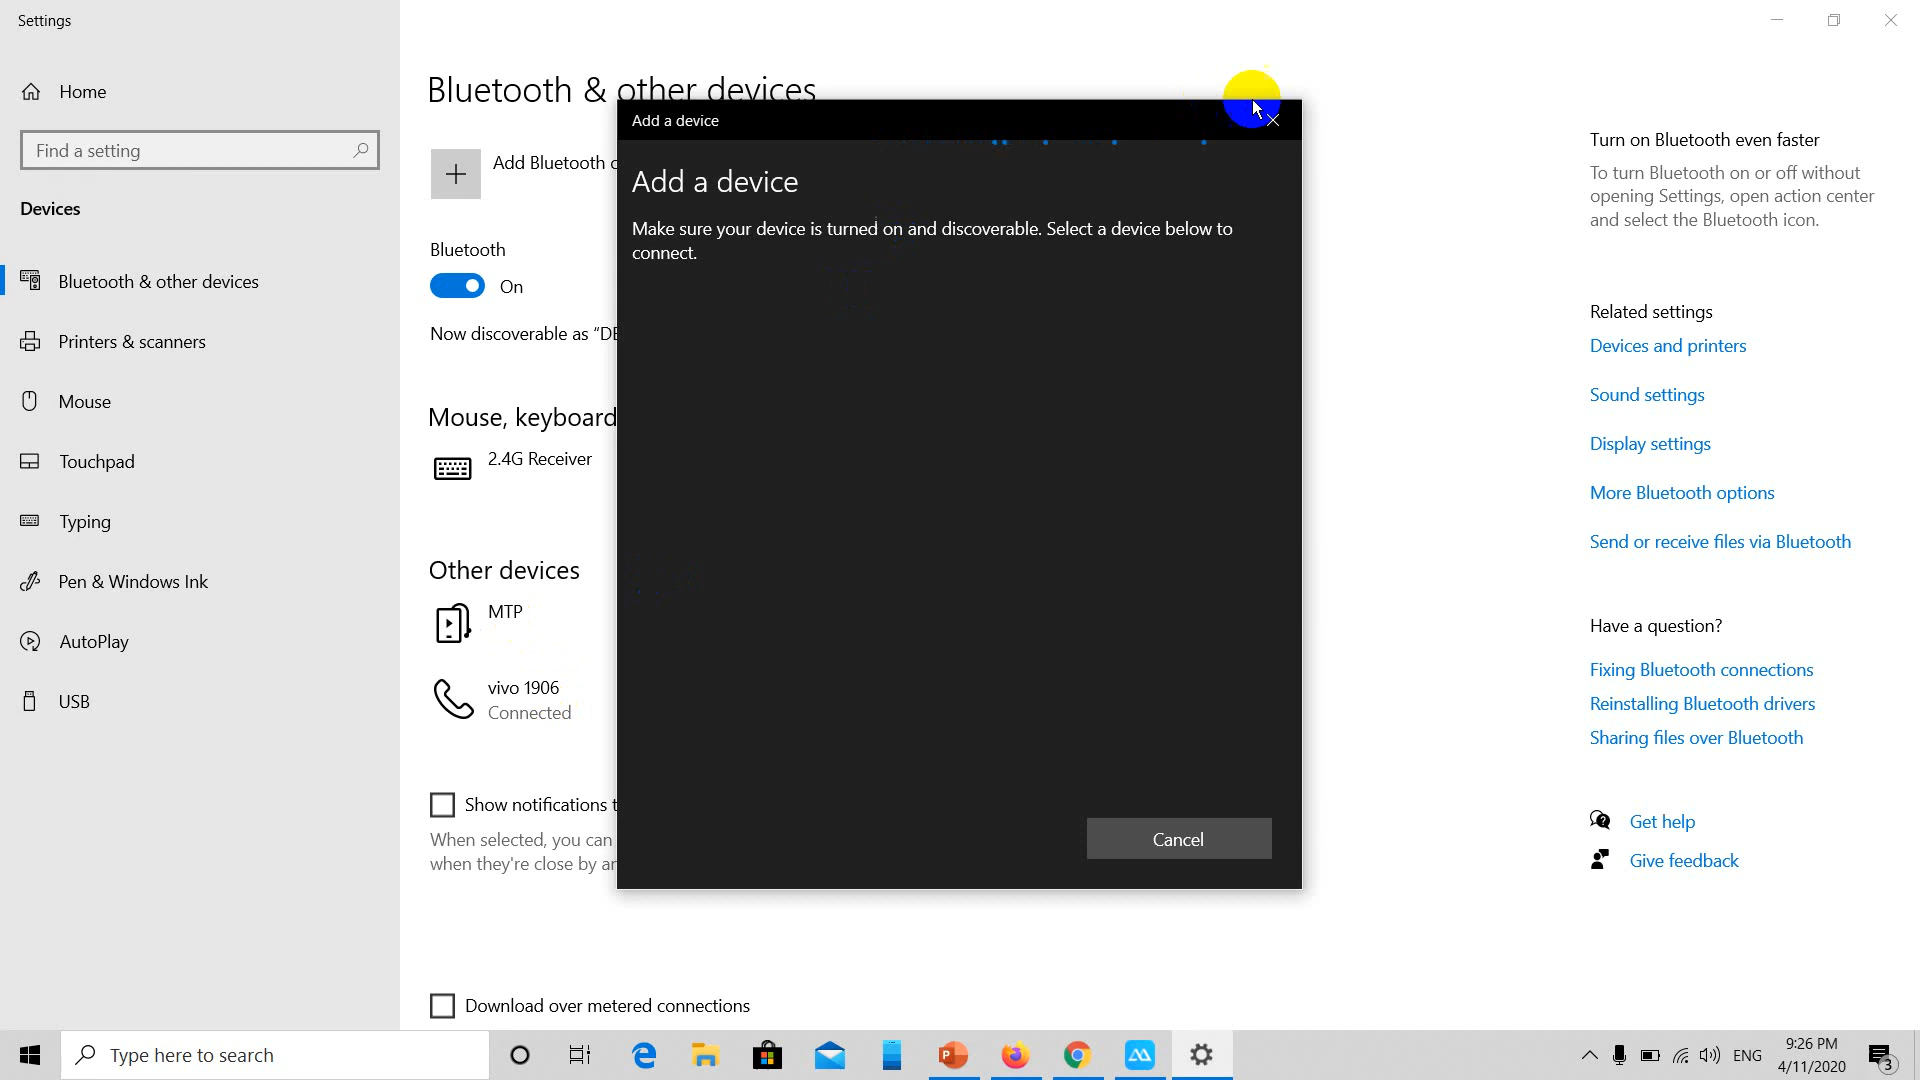 Settings
Home
Find a setting
Devices
Bluetooth & other devices
Printers & scanners
Mouse
Touchpad
Typing
Pen & Windows Ink
AutoPlay
USB
Bluetooth & other devices
Add Bluetooth
Bluetooth
On
Now discoverable as “DE
Mouse, keyboard
2.4G Receiver
Other devices
MTP
vivo 1906
Connected
Show notifications t
When selected, you can
when they're close by an
Download over metered connections
Add a device
Add a device
Make sure your device is turned on and discoverable. Select a device below to
connect.
Cancel
Turn on Bluetooth even faster
To turn Bluetooth on or off without
opening Settings, open action center
and select the Bluetooth icon.
Related settings
Devices and printers
Sound settings
Display settings
More Bluetooth options
Send or receive files via Bluetooth
Have a question?
Fixing Bluetooth connections
Reinstalling Bluetooth drivers
Sharing files over Bluetooth
Get help
Give feedback
Type here to search
ENG
9:26 PM
4/11/2020
3